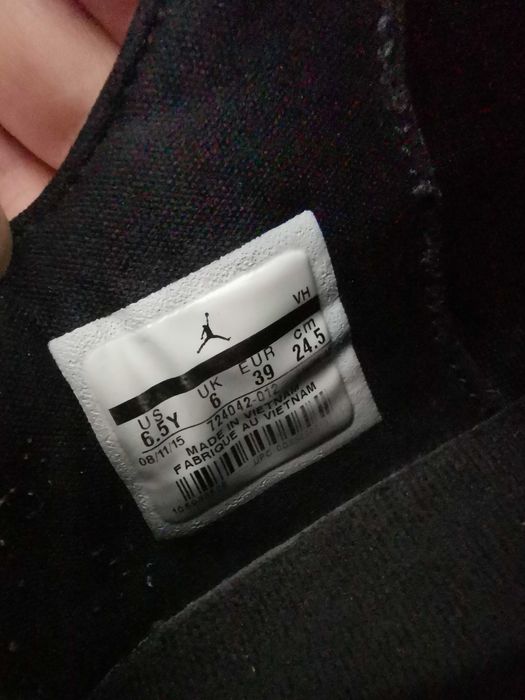 VH
US UK EUR cm
6.5Y 6 39 24.5
08/11/15 724042-012
MADE IN VIETNAM
FABRIQUE AU VIETNAM
UPC